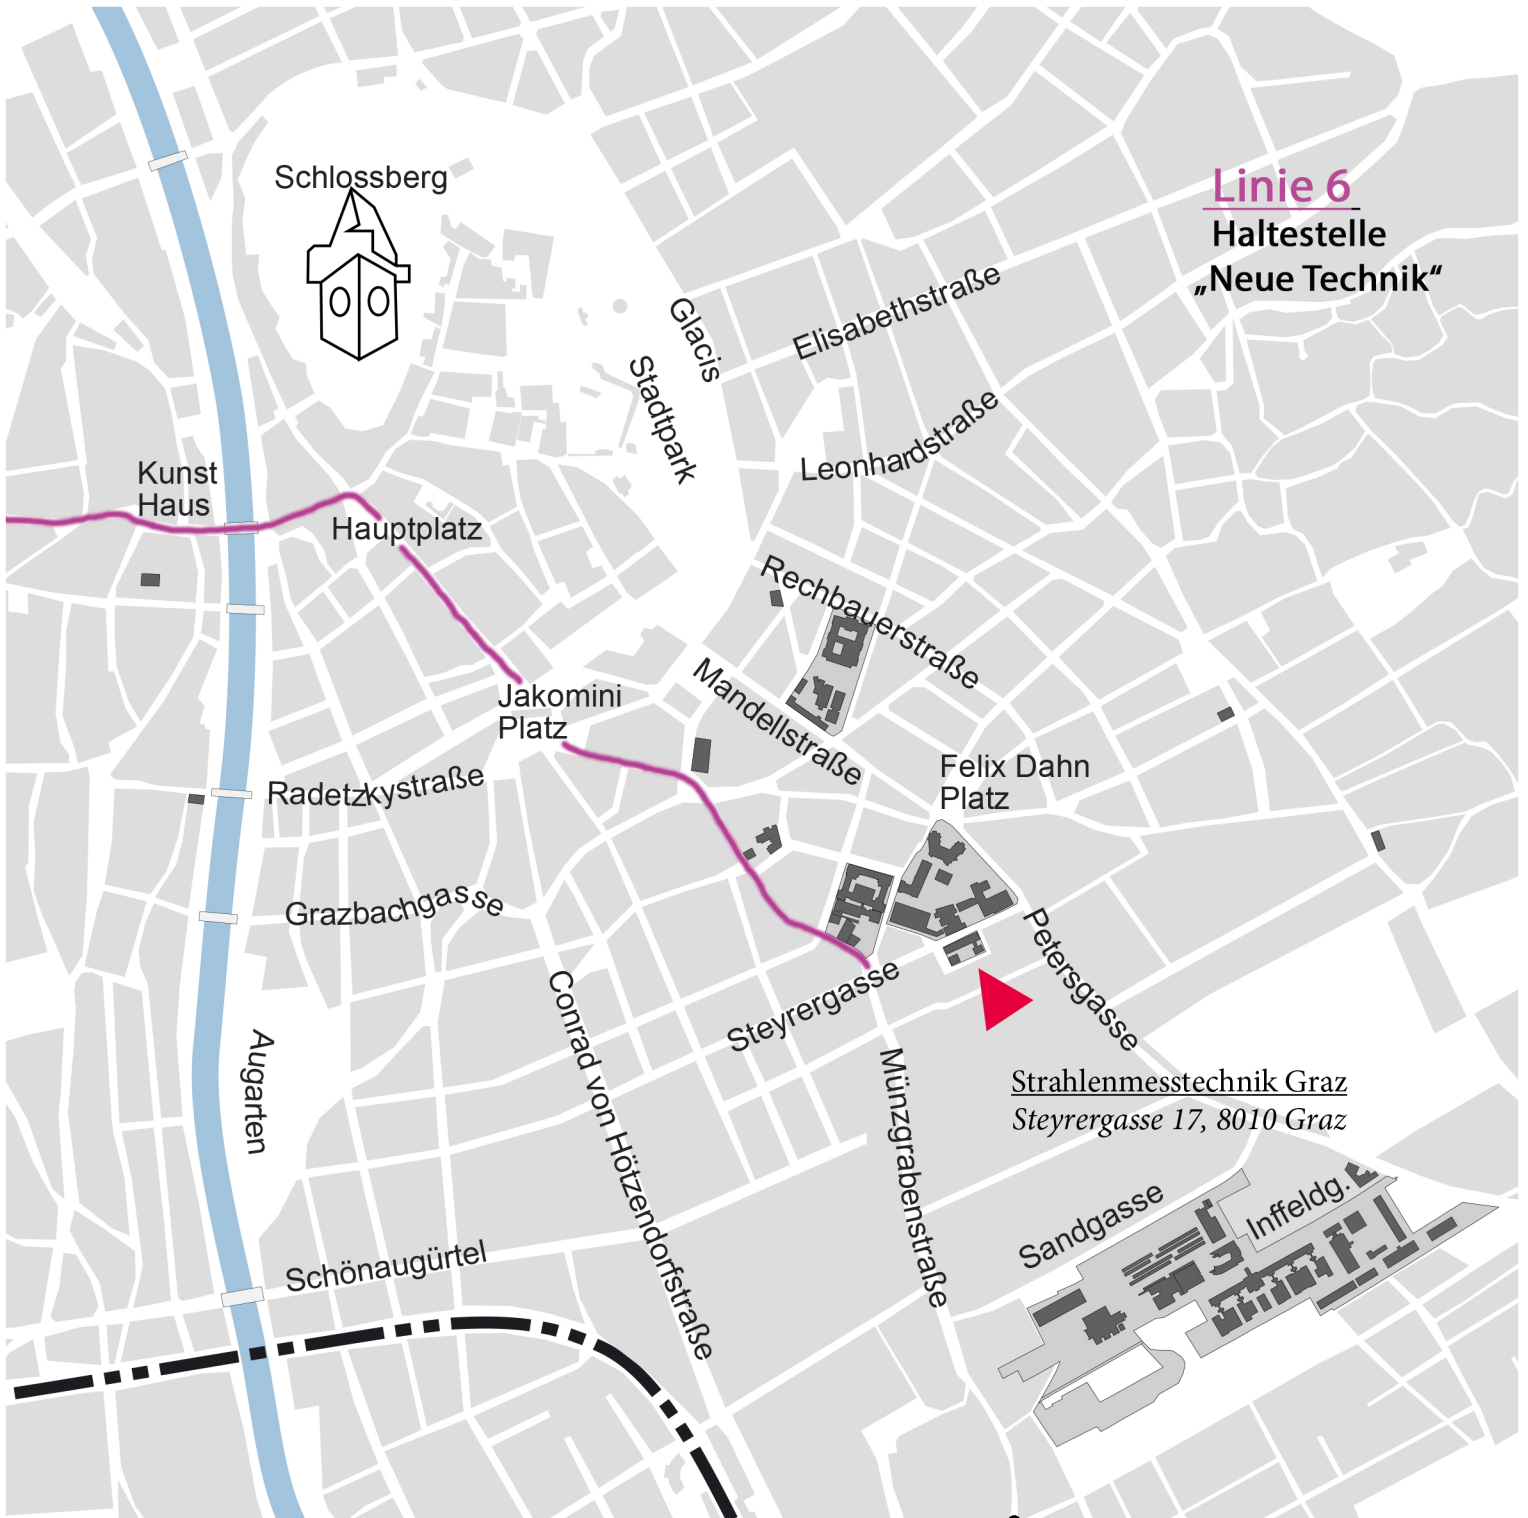 Schlossberg
Linie 6
Haltestelle
„Neue Technik“
Glacis
Elisabethstraße
Stadtpark
Leonhardstraße
Kunst
Haus
Hauptplatz
Rechbauerstraße
Mandellstraße
Jakomini
Platz
Felix Dahn
Platz
Radetzkystraße
Grazbachgasse
Petersgasse
Steyrergasse
Conrad von Hötzendorfstraße
Augarten
Münzgrabenstraße
Strahlenmesstechnik Graz
Steyrergasse 17, 8010 Graz
Sandgasse
Inffeldg.
Schönaugürtel